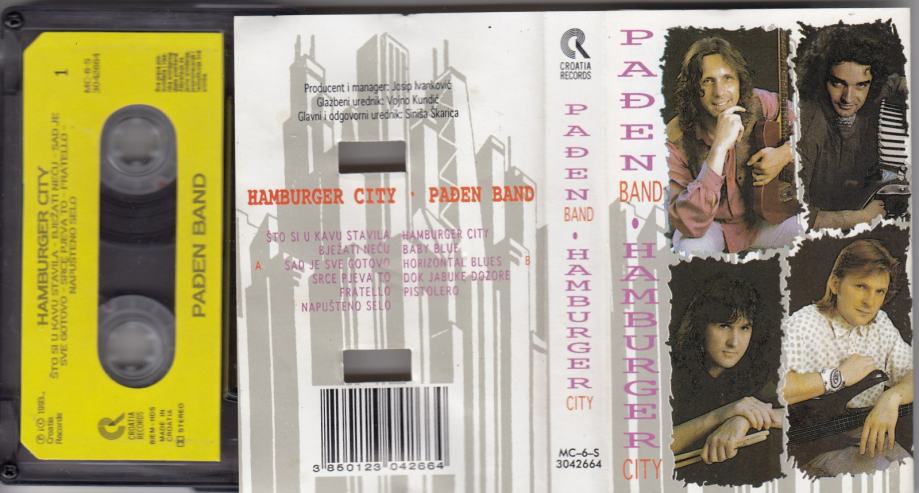 1
MC-6-S
3042664
HAMBURGER CITY
ŠTO SI U KAVU STAVILA - BJEŽATI NEĆU - SAD JE
SVE GOTOVO - SRCE PJEVA TO - FRATELLO -
NAPUŠTENO SELO
PAĐEN BAND
Ⓟ © 1993.
Croatia
Records
CROATIA
RECORDS
BIEM-HDS
MADE IN
CROATIA
STEREO
Producent i manager: Josip Ivanković
Glazbeni urednik: Vojno Kundić
Glavni i odgovorni urednik: Siniša Škarica
HAMBURGER CITY · PAĐEN BAND
A
ŠTO SI U KAVU STAVILA
BJEŽATI NEĆU
SAD JE SVE GOTOVO
SRCE PJEVA TO
FRATELLO
NAPUŠTENO SELO
HAMBURGER CITY
BABY BLUE
HORIZONTAL BLUES
DOK JABUKE DOZORE
PISTOLERO
B
3 850123 042664
CROATIA
RECORDS
PAĐEN
BAND
•
HAMBURGER
CITY
MC-6-S
3042664
PAĐEN
BAND
•
HAMBURGER
CITY